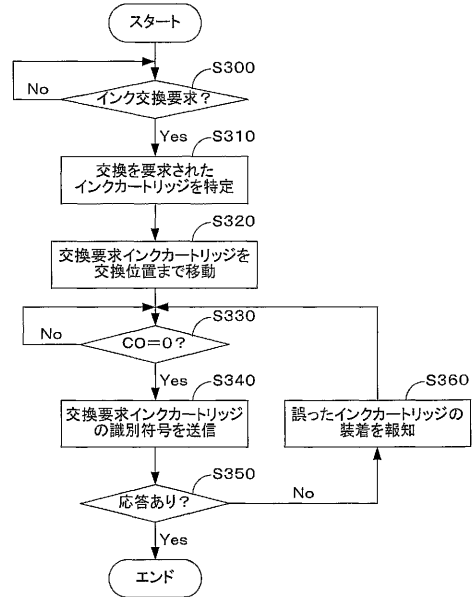 スタート
S300
インク交換要求？
No
Yes
S310
交換を要求された
インクカートリッジを特定
S320
交換要求インクカートリッジを
交換位置まで移動
S330
CO＝0？
No
Yes
S340
交換要求インクカートリッジ
の識別符号を送信
S360
誤ったインクカートリッジの
装着を報知
S350
応答あり？
No
Yes
エンド